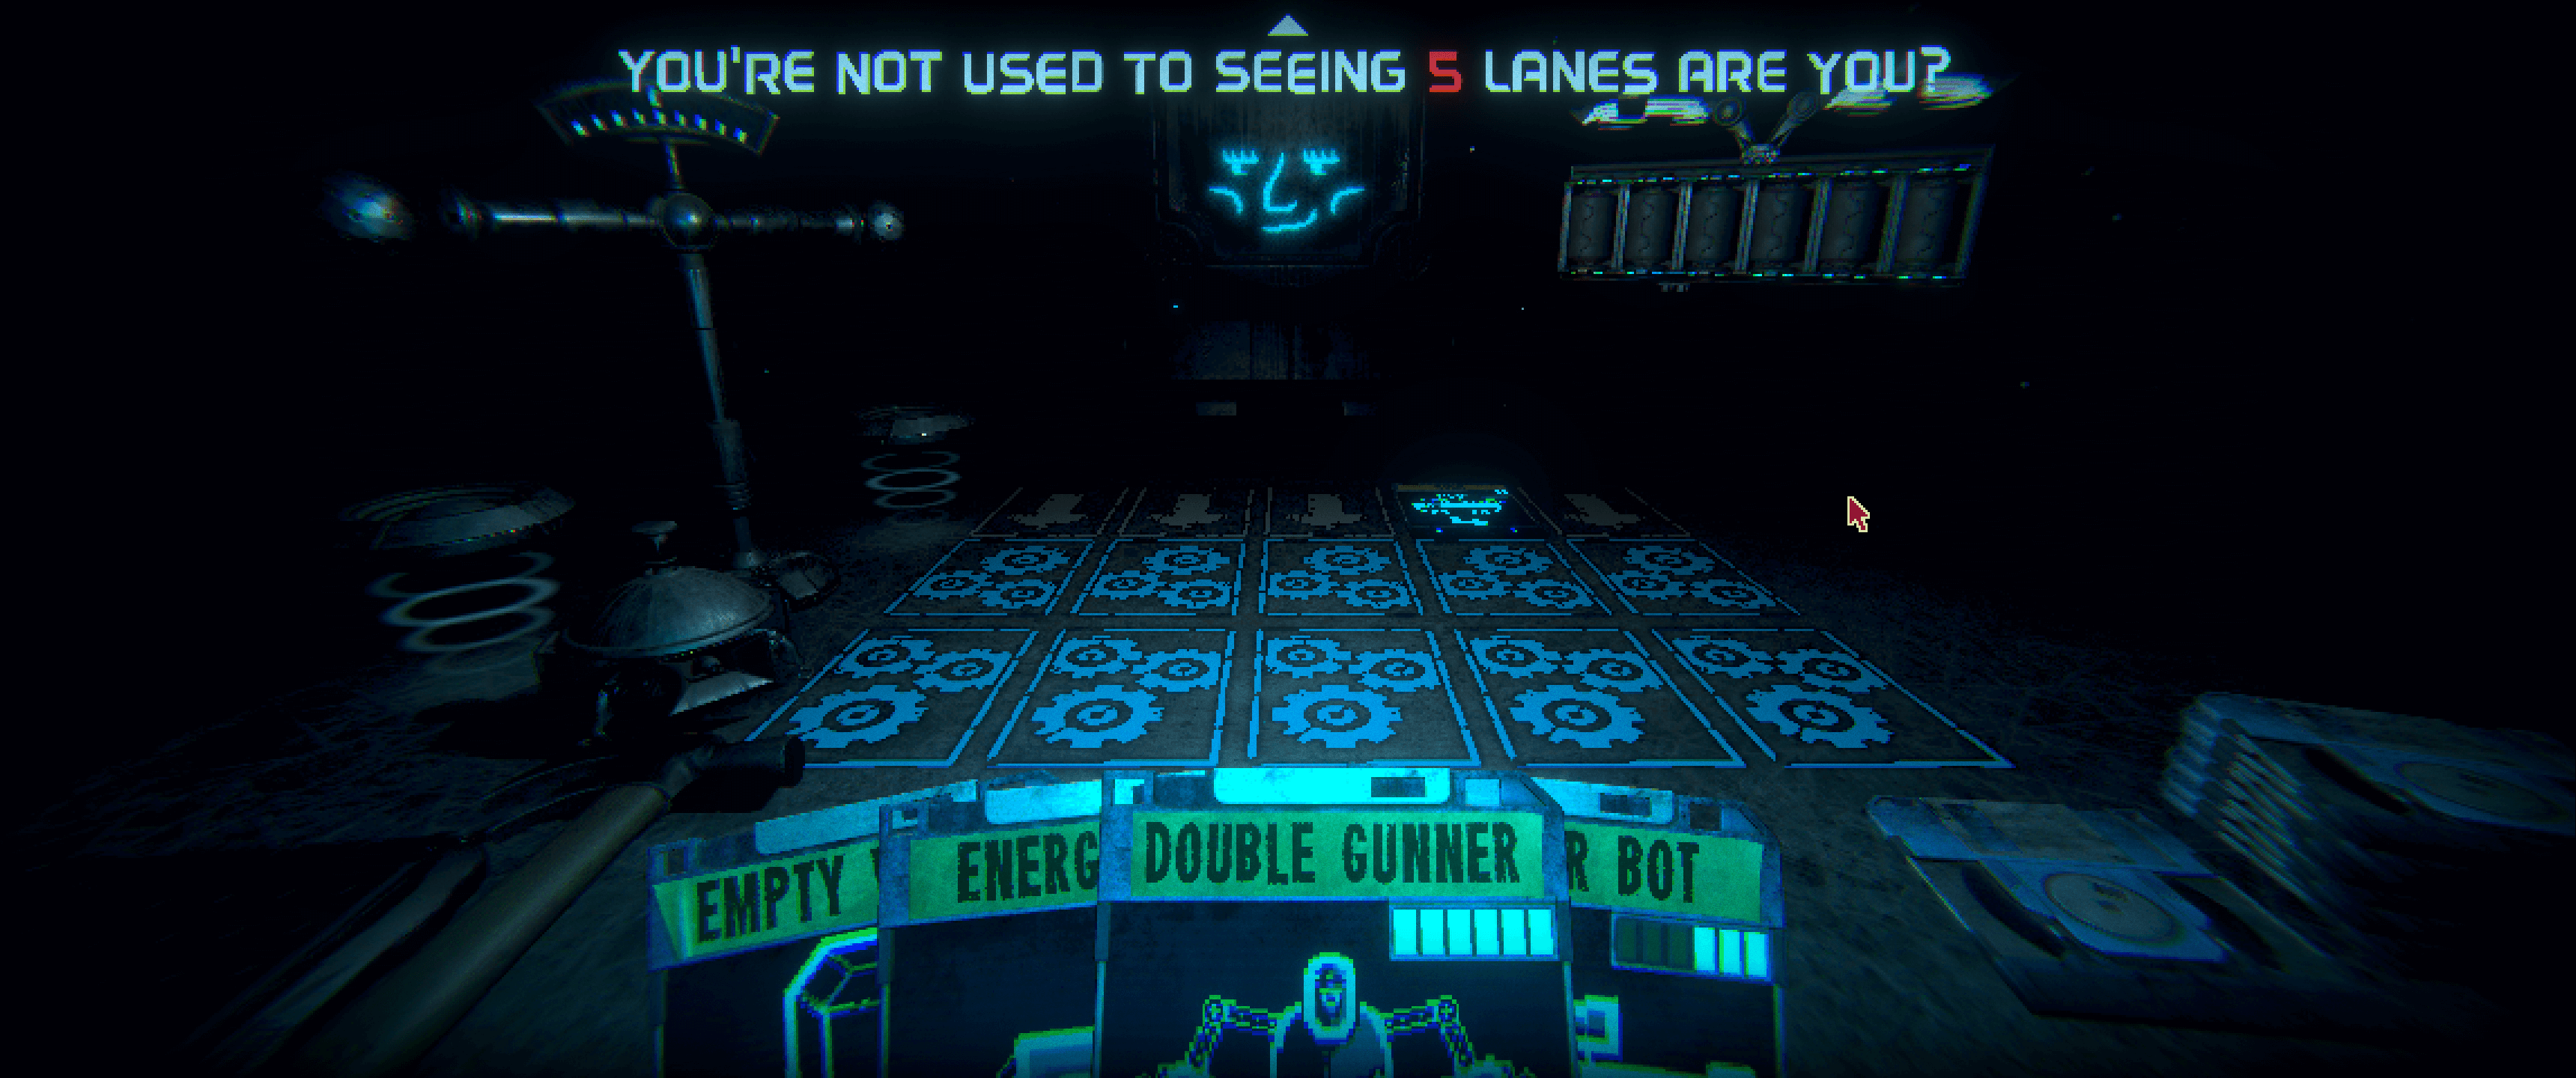 YOU'RE NOT USED TO SEEING 5 LANES ARE YOU?
EMPTY
ENERG
DOUBLE GUNNER
R BOT